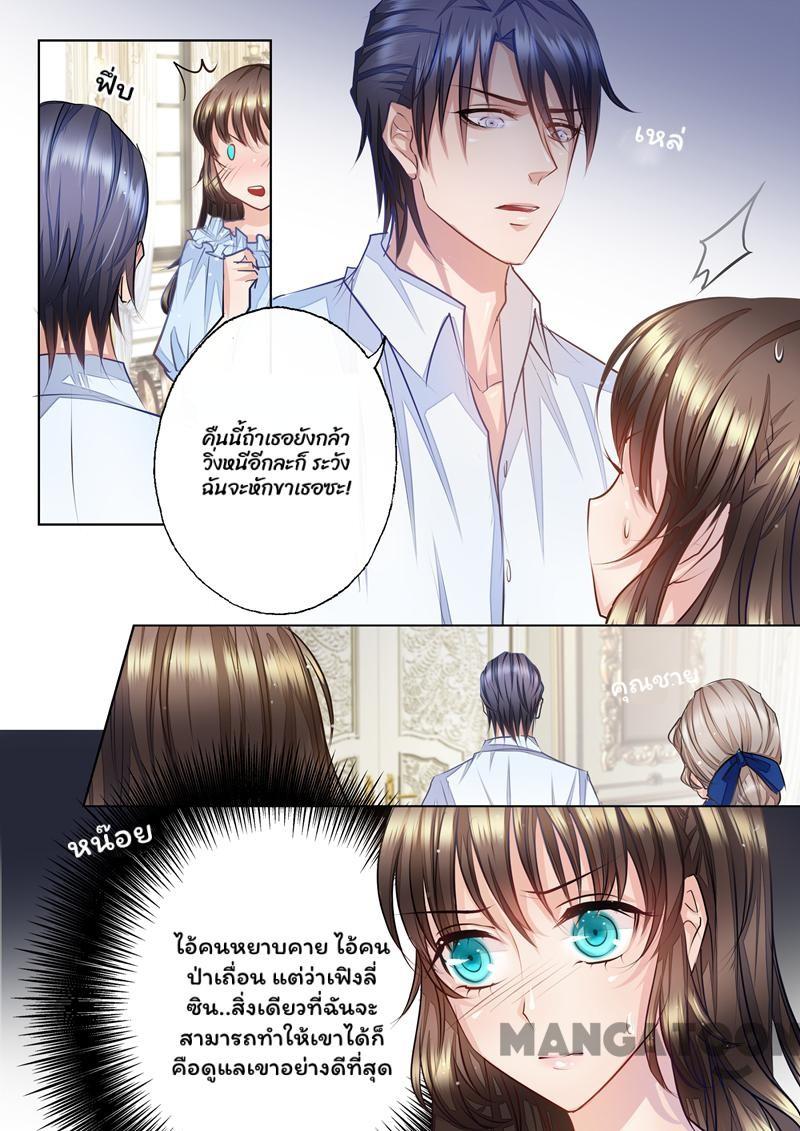 พึ่บ
เหล่
คืนนี้ถ้าเธอยังกล้า
วิ่งหนีอีกละก็ ระวัง
ฉันจะหักขาเธอซะ!
คุณชาย
หน๊อย
ไอ้คนหยาบคาย ไอ้คน
ป่าเถื่อน แต่ว่าเฟิงลี่
ซิน..สิ่งเดียวที่ฉันจะ
สามารถทำให้เขาได้ก็
คือดูแลเขาอย่างดีที่สุด
MANGATOON